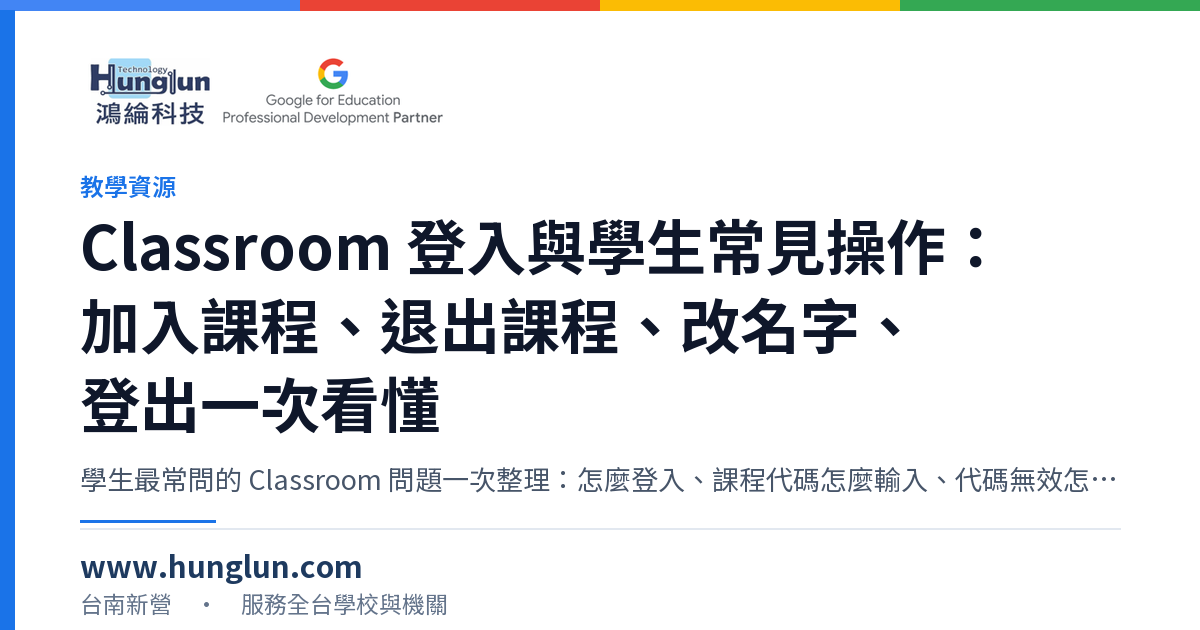 Technology
Hunglun
鴻綸科技
Google for Education
Professional Development Partner
教學資源
Classroom 登入與學生常見操作：
加入課程、退出課程、改名字、
登出一次看懂
學生最常問的 Classroom 問題一次整理：怎麼登入、課程代碼怎麼輸入、代碼無效怎…
www.hunglun.com
台南新營 ・ 服務全台學校與機關